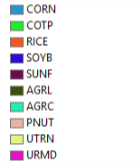 CORN
COTP
RICE
SOYB
SUNF
AGRL
AGRC
PNUT
UTRN
URMD